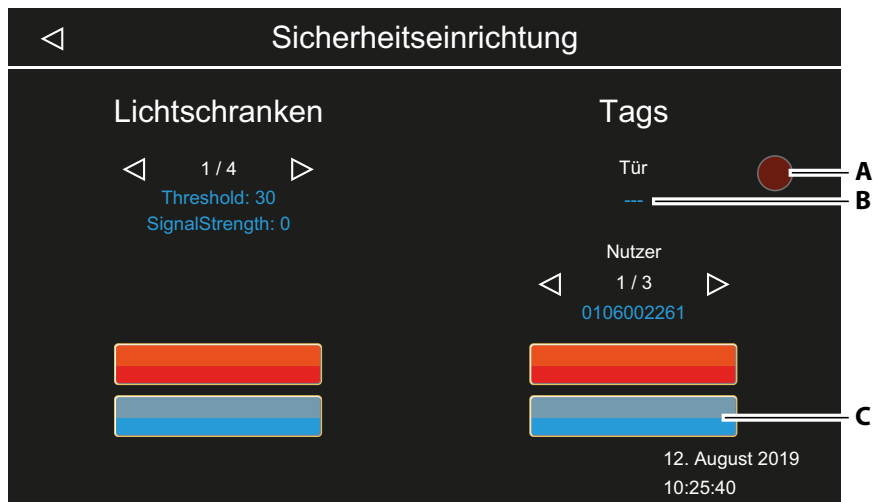 Sicherheitseinrichtung
Lichtschranken
1 / 4
Threshold: 30
SignalStrength: 0
Tags
Tür
---
Nutzer
1 / 3
0106002261
12. August 2019
10:25:40
A
B
C